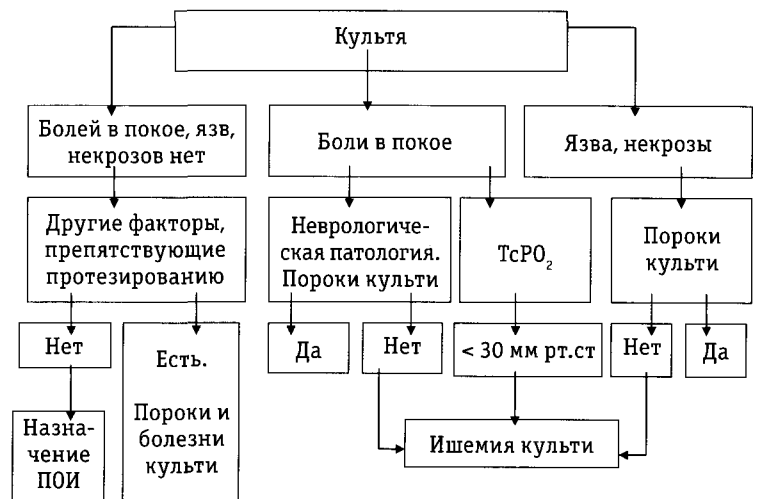 Культя
Болей в покое, язв,
некрозов нет
Боли в покое
Язва, некрозы
Другие факторы,
препятствующие
протезированию
Неврологиче-
ская патология.
Пороки культи
TcPO₂
Пороки
культи
Нет
Есть.
Пороки и
болезни
культи
Да
Нет
< 30 мм рт.ст
Нет
Да
Назна-
чение
ПОИ
Ишемия культи